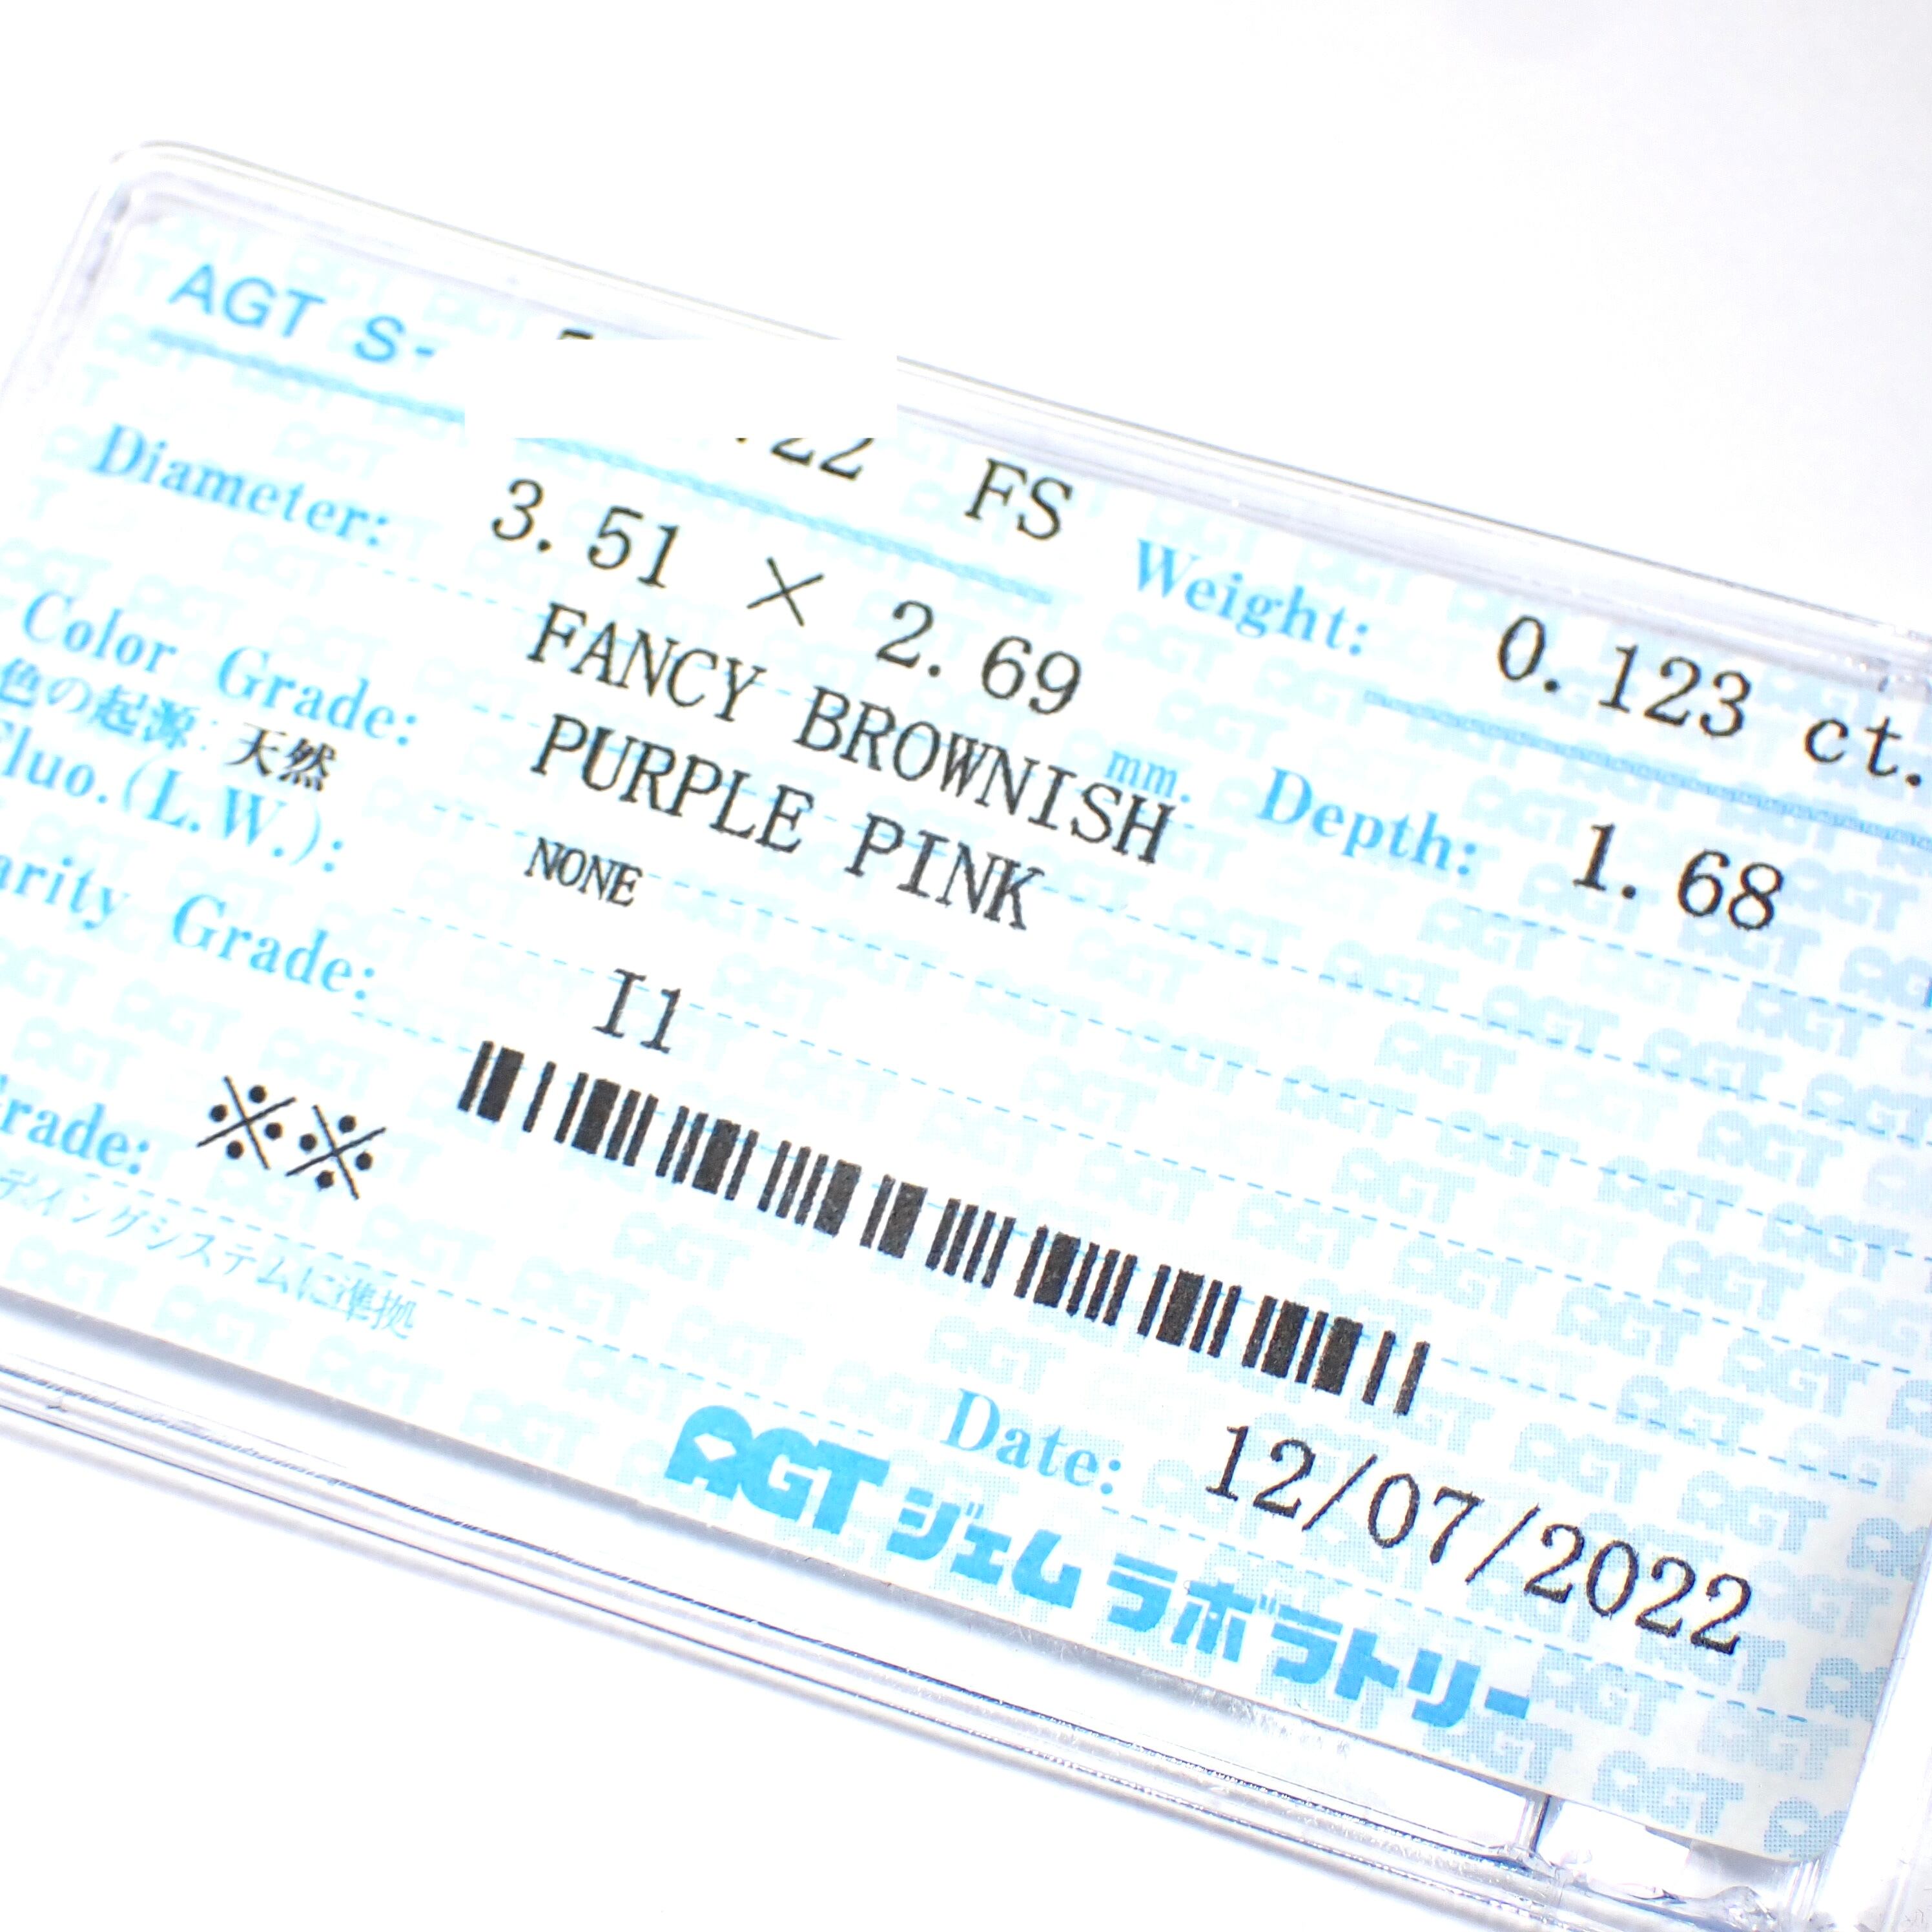 AGT S-
22 FS Weight: 0.123 ct.
Diameter: 3.51 × 2.69 mm. Depth: 1.68
Color Grade: FANCY BROWNISH
色の起源: 天然 PURPLE PINK
Fluo.(L.W.): NONE
arity Grade: I1
rade: ※※
ディングシステムに準拠
Date: 12/07/2022
AGT ジェム ラボラトリー